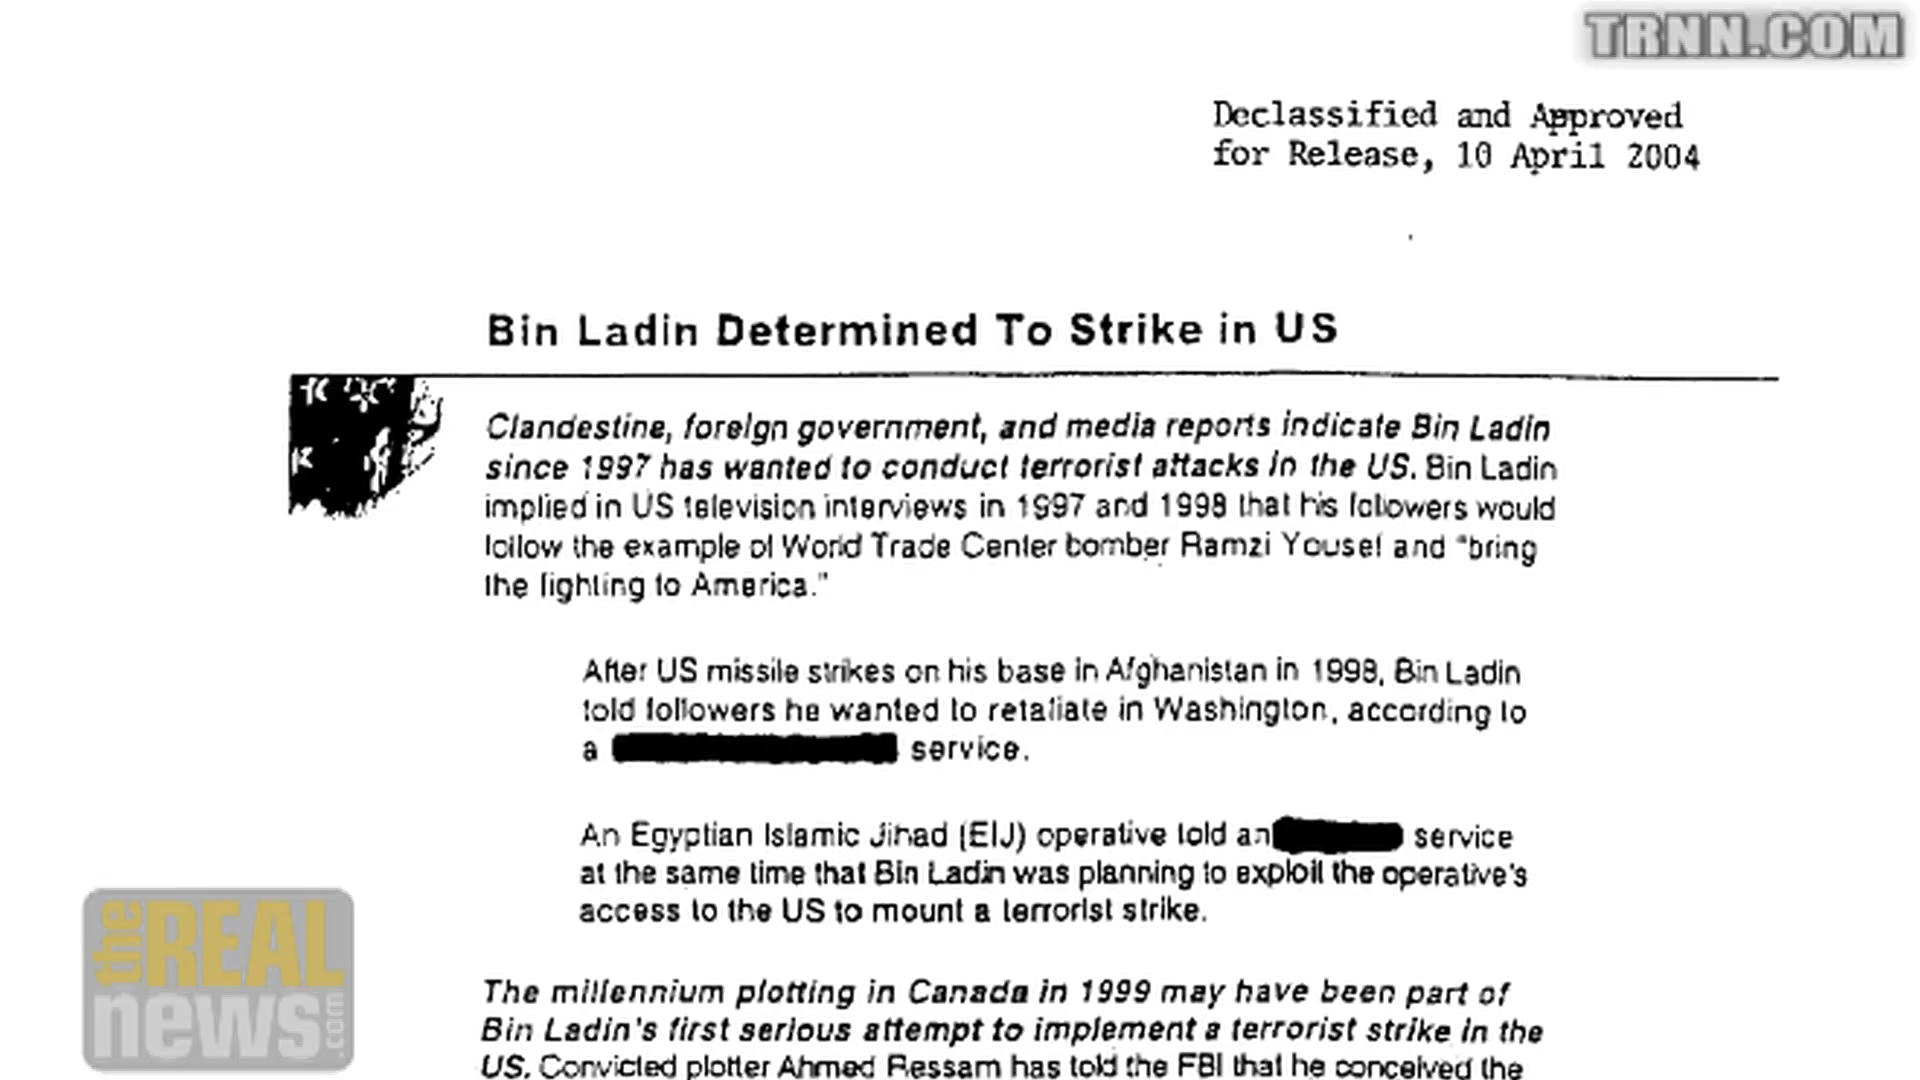 TRNN.COM
Declassified and Approved
for Release, 10 April 2004
Bin Ladin Determined To Strike in US
Clandestine, foreign government, and media reports indicate Bin Ladin
since 1997 has wanted to conduct terrorist attacks in the US. Bin Ladin
implied in US television interviews in 1997 and 1998 that his followers would
follow the example of World Trade Center bomber Ramzi Yousef and "bring
the fighting to America."
After US missile strikes on his base in Afghanistan in 1998, Bin Ladin
told followers he wanted to retaliate in Washington, according to
a service.
An Egyptian Islamic Jihad (EIJ) operative told an service
at the same time that Bin Ladin was planning to exploit the operative's
access to the US to mount a terrorist strike.
The millennium plotting in Canada in 1999 may have been part of
Bin Ladin's first serious attempt to implement a terrorist strike in the
US. Convicted plotter Ahmed Ressam has told the FBI that he conceived the
the REAL
news.com